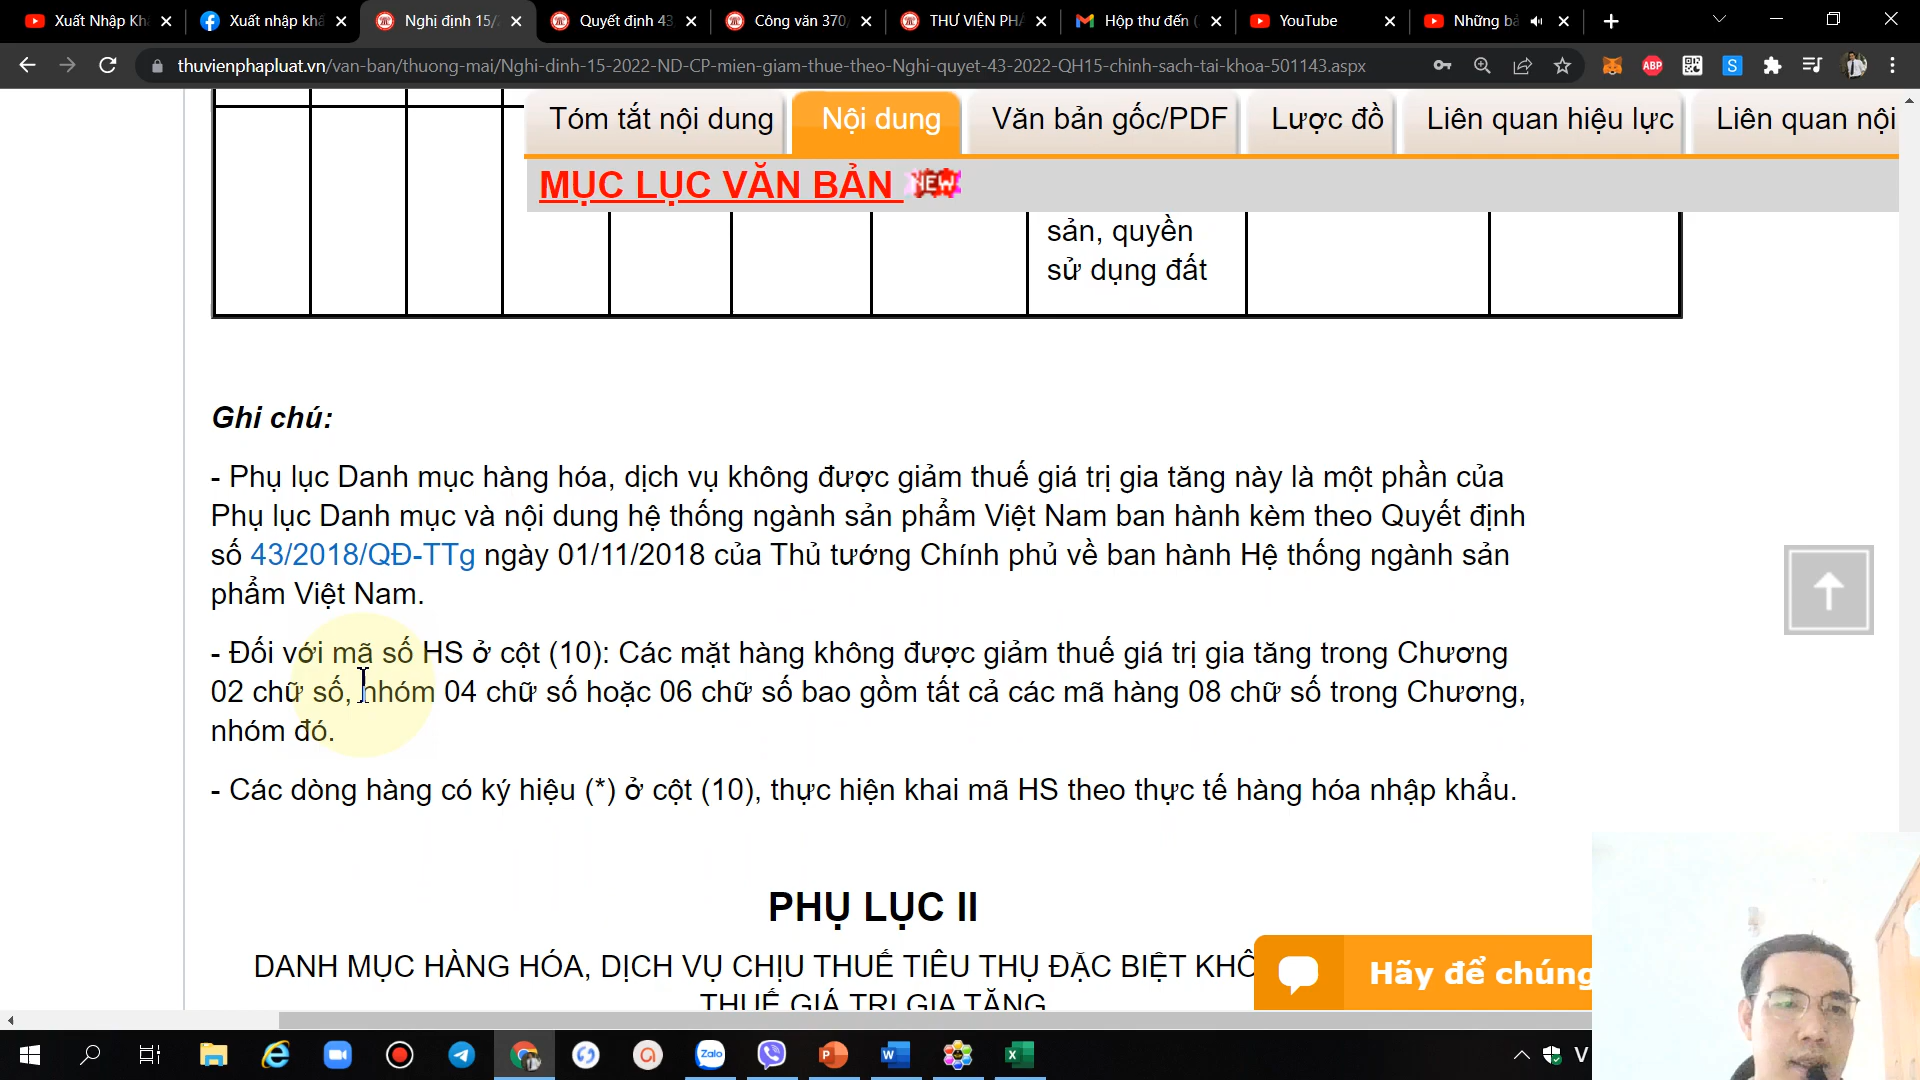 Xuất Nhập Kh
Xuất nhập khẩ
Nghị định 15/
Quyết định 43
Công văn 370/
THƯ VIỆN PHÁ
Hộp thư đến (
YouTube
Những bả
thuvienphapluat.vn/van-ban/thuong-mai/Nghi-dinh-15-2022-ND-CP-mien-giam-thue-theo-Nghi-quyet-43-2022-QH15-chinh-sach-tai-khoa-501143.aspx
ABP
S
Tóm tắt nội dung
Nội dung
Văn bản gốc/PDF
Lược đồ
Liên quan hiệu lực
Liên quan nội
MỤC LỤC VĂN BẢN NEW
sản, quyền
sử dụng đất
Ghi chú:
- Phụ lục Danh mục hàng hóa, dịch vụ không được giảm thuế giá trị gia tăng này là một phần của
Phụ lục Danh mục và nội dung hệ thống ngành sản phẩm Việt Nam ban hành kèm theo Quyết định
số 43/2018/QĐ-TTg ngày 01/11/2018 của Thủ tướng Chính phủ về ban hành Hệ thống ngành sản
phẩm Việt Nam.
- Đối với mã số HS ở cột (10): Các mặt hàng không được giảm thuế giá trị gia tăng trong Chương
02 chữ số, nhóm 04 chữ số hoặc 06 chữ số bao gồm tất cả các mã hàng 08 chữ số trong Chương,
nhóm đó.
- Các dòng hàng có ký hiệu (*) ở cột (10), thực hiện khai mã HS theo thực tế hàng hóa nhập khẩu.
PHỤ LỤC II
DANH MỤC HÀNG HÓA, DỊCH VỤ CHỊU THUẾ TIÊU THỤ ĐẶC BIỆT KHÔ
THUẾ GIÁ TRỊ GIA TĂNG
Hãy để chúng
Zalo
V